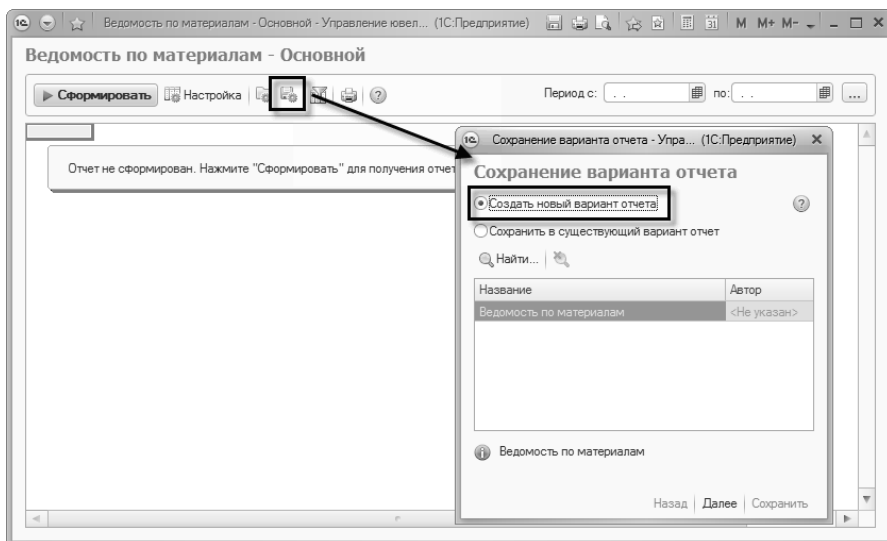 Ведомость по материалам - Основной - Управление ювел... (1С:Предприятие) M M+ M-
Ведомость по материалам - Основной
Сформировать Настройка Период с: . . по: . . ...
Отчет не сформирован. Нажмите "Сформировать" для получения отчет
Сохранение варианта отчета - Упра... (1С:Предприятие)
Сохранение варианта отчета
Создать новый вариант отчета
Сохранить в существующий вариант отчет
Найти...
Название Автор
Ведомость по материалам <Не указан>
Ведомость по материалам
Назад Далее Сохранить